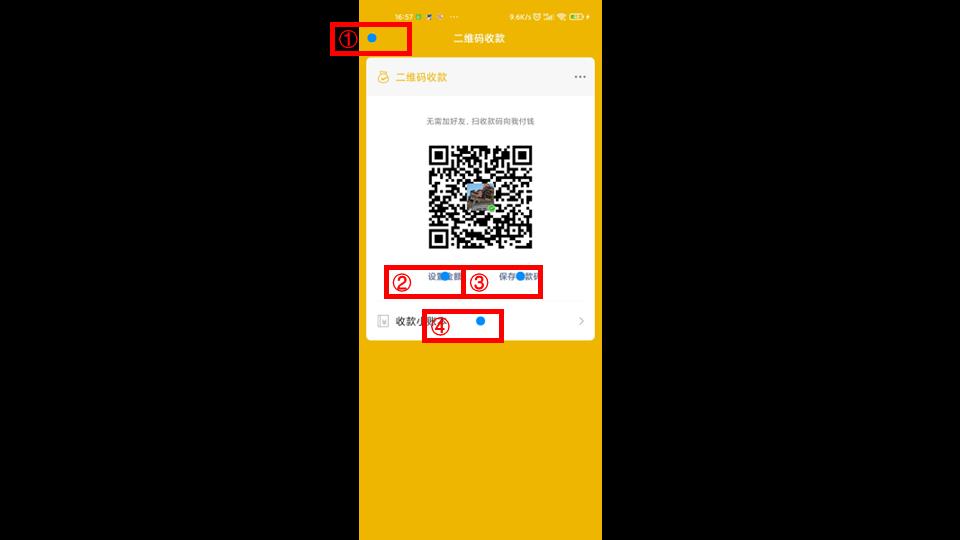 16:57 ··· 9.6K/s
① 二维码收款
二维码收款
无需加好友，扫收款码向我付钱
② 设置金额 ③ 保存收款码
收款小账本 ④